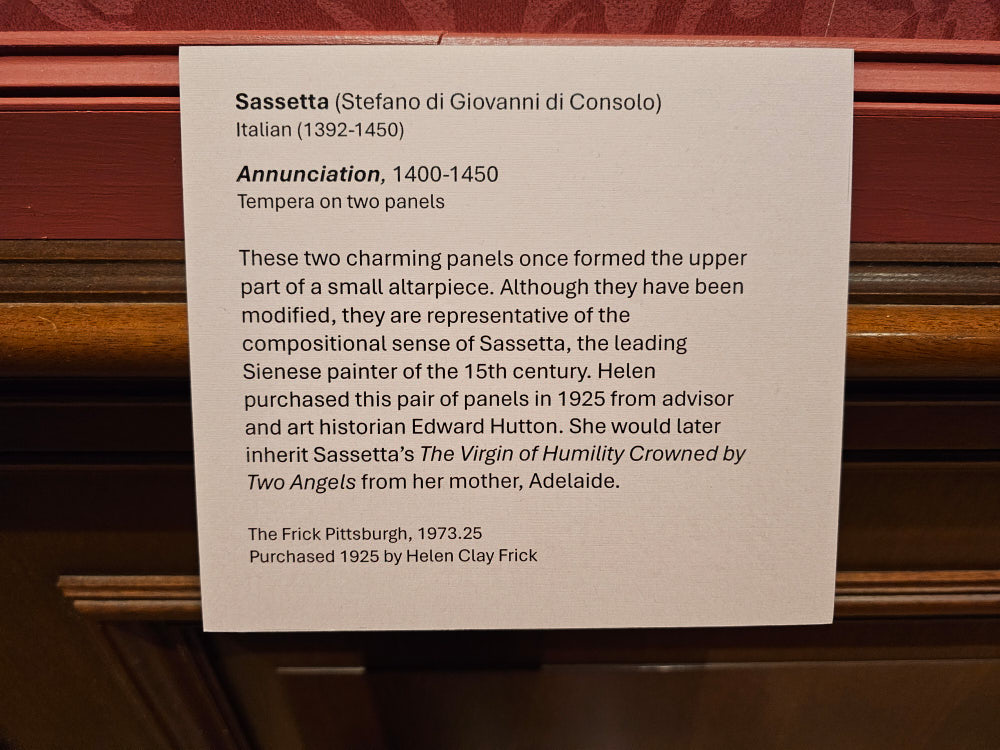 Sassetta (Stefano di Giovanni di Consolo)
Italian (1392-1450)
Annunciation, 1400-1450
Tempera on two panels
These two charming panels once formed the upper
part of a small altarpiece. Although they have been
modified, they are representative of the
compositional sense of Sassetta, the leading
Sienese painter of the 15th century. Helen
purchased this pair of panels in 1925 from advisor
and art historian Edward Hutton. She would later
inherit Sassetta’s The Virgin of Humility Crowned by
Two Angels from her mother, Adelaide.
The Frick Pittsburgh, 1973.25
Purchased 1925 by Helen Clay Frick